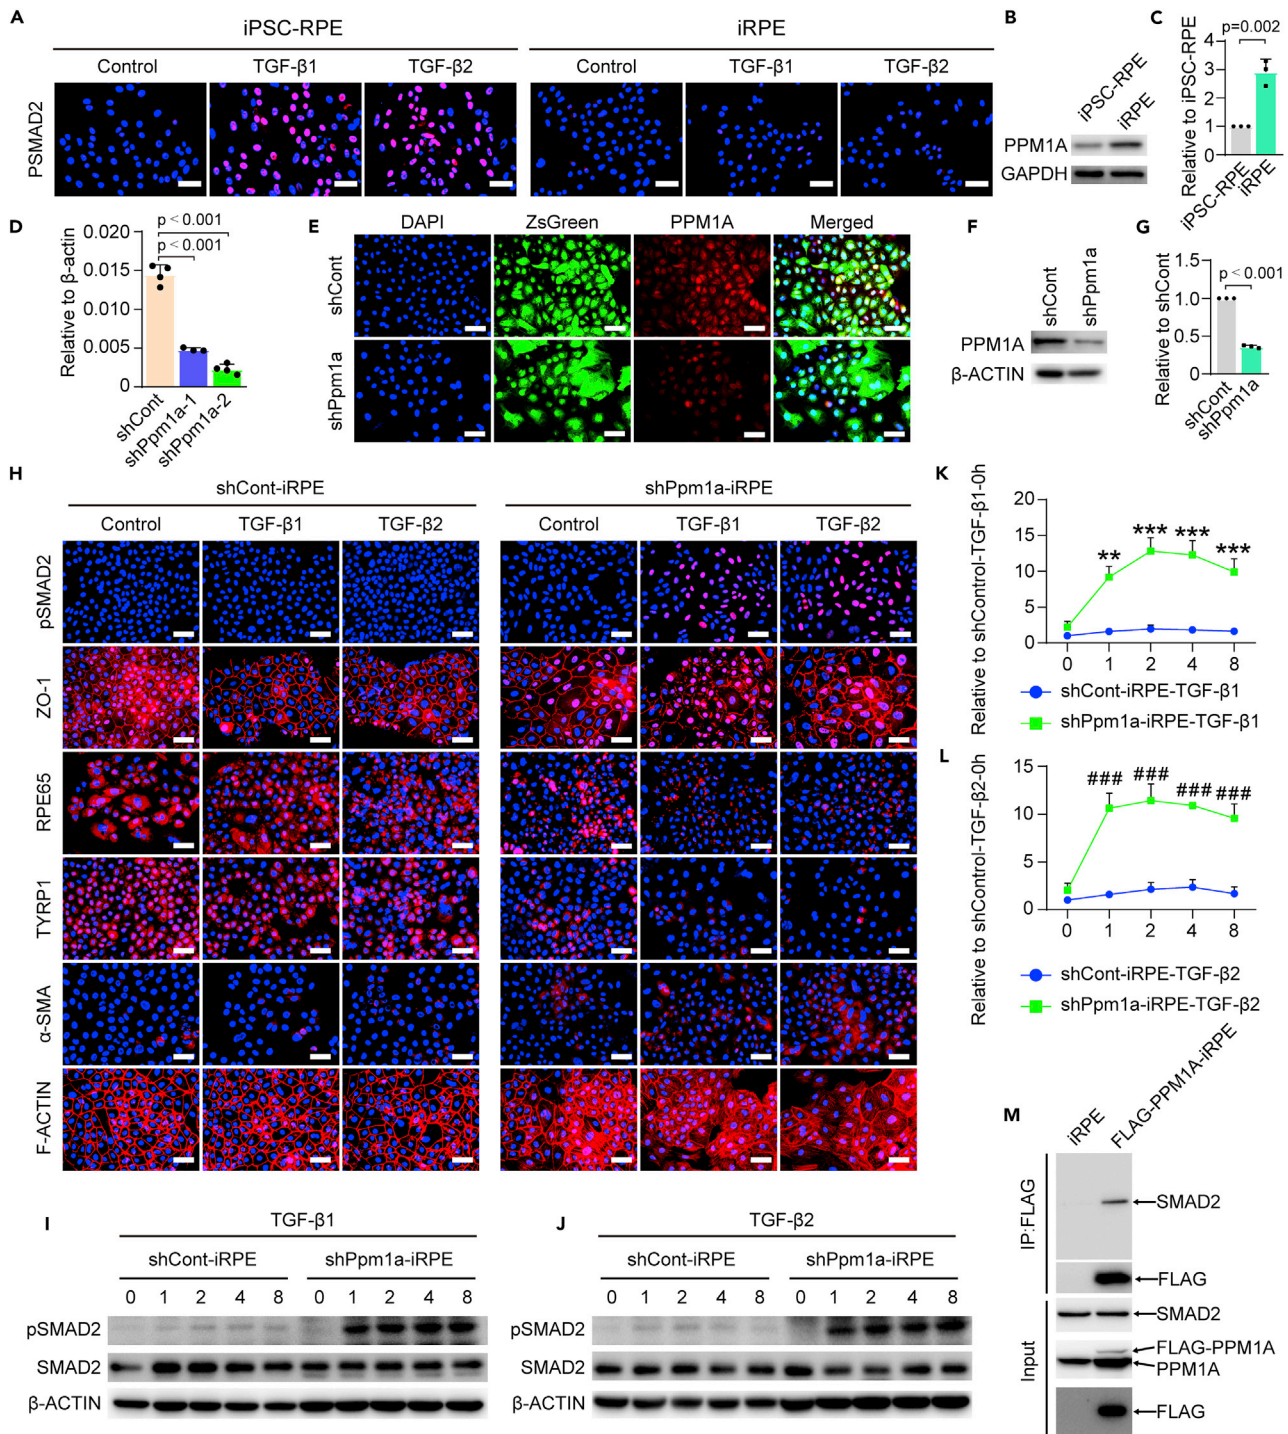 A
iPSC-RPE
iRPE
Control TGF-β1 TGF-β2 Control TGF-β1 TGF-β2
PSMAD2
B
iPSC-RPE
iRPE
PPM1A
GAPDH
C
p=0.002
Relative to iPSC-RPE
4
3
2
1
0
iPSC-RPE
iRPE
D
p < 0.001
p < 0.001
Relative to β-actin
0.020
0.015
0.010
0.005
0
shCont
shPpm1a-1
shPpm1a-2
E
DAPI ZsGreen PPM1A Merged
shCont
shPpm1a
F
shCont
shPpm1a
PPM1A
β-ACTIN
G
Relative to shCont
1.5
p < 0.001
1.0
0.5
0
shCont
shPpm1a
H
shCont-iRPE
shPpm1a-iRPE
Control TGF-β1 TGF-β2 Control TGF-β1 TGF-β2
pSMAD2
ZO-1
RPE65
TYRP1
α-SMA
F-ACTIN
I
TGF-β1
shCont-iRPE shPpm1a-iRPE
0 1 2 4 8 0 1 2 4 8
pSMAD2
SMAD2
β-ACTIN
J
TGF-β2
shCont-iRPE shPpm1a-iRPE
0 1 2 4 8 0 1 2 4 8
pSMAD2
SMAD2
β-ACTIN
K
Relative to shControl-TGF-β1-0h
20
15
10
5
0
** *** *** ***
0 1 2 4 8
shCont-iRPE-TGF-β1
shPpm1a-iRPE-TGF-β1
L
Relative to shControl-TGF-β2-0h
15
10
5
0
### ### ### ###
0 1 2 4 8
shCont-iRPE-TGF-β2
shPpm1a-iRPE-TGF-β2
M
iRPE
FLAG-PPM1A-iRPE
IP:FLAG
SMAD2
FLAG
Input
SMAD2
FLAG-PPM1A
PPM1A
FLAG